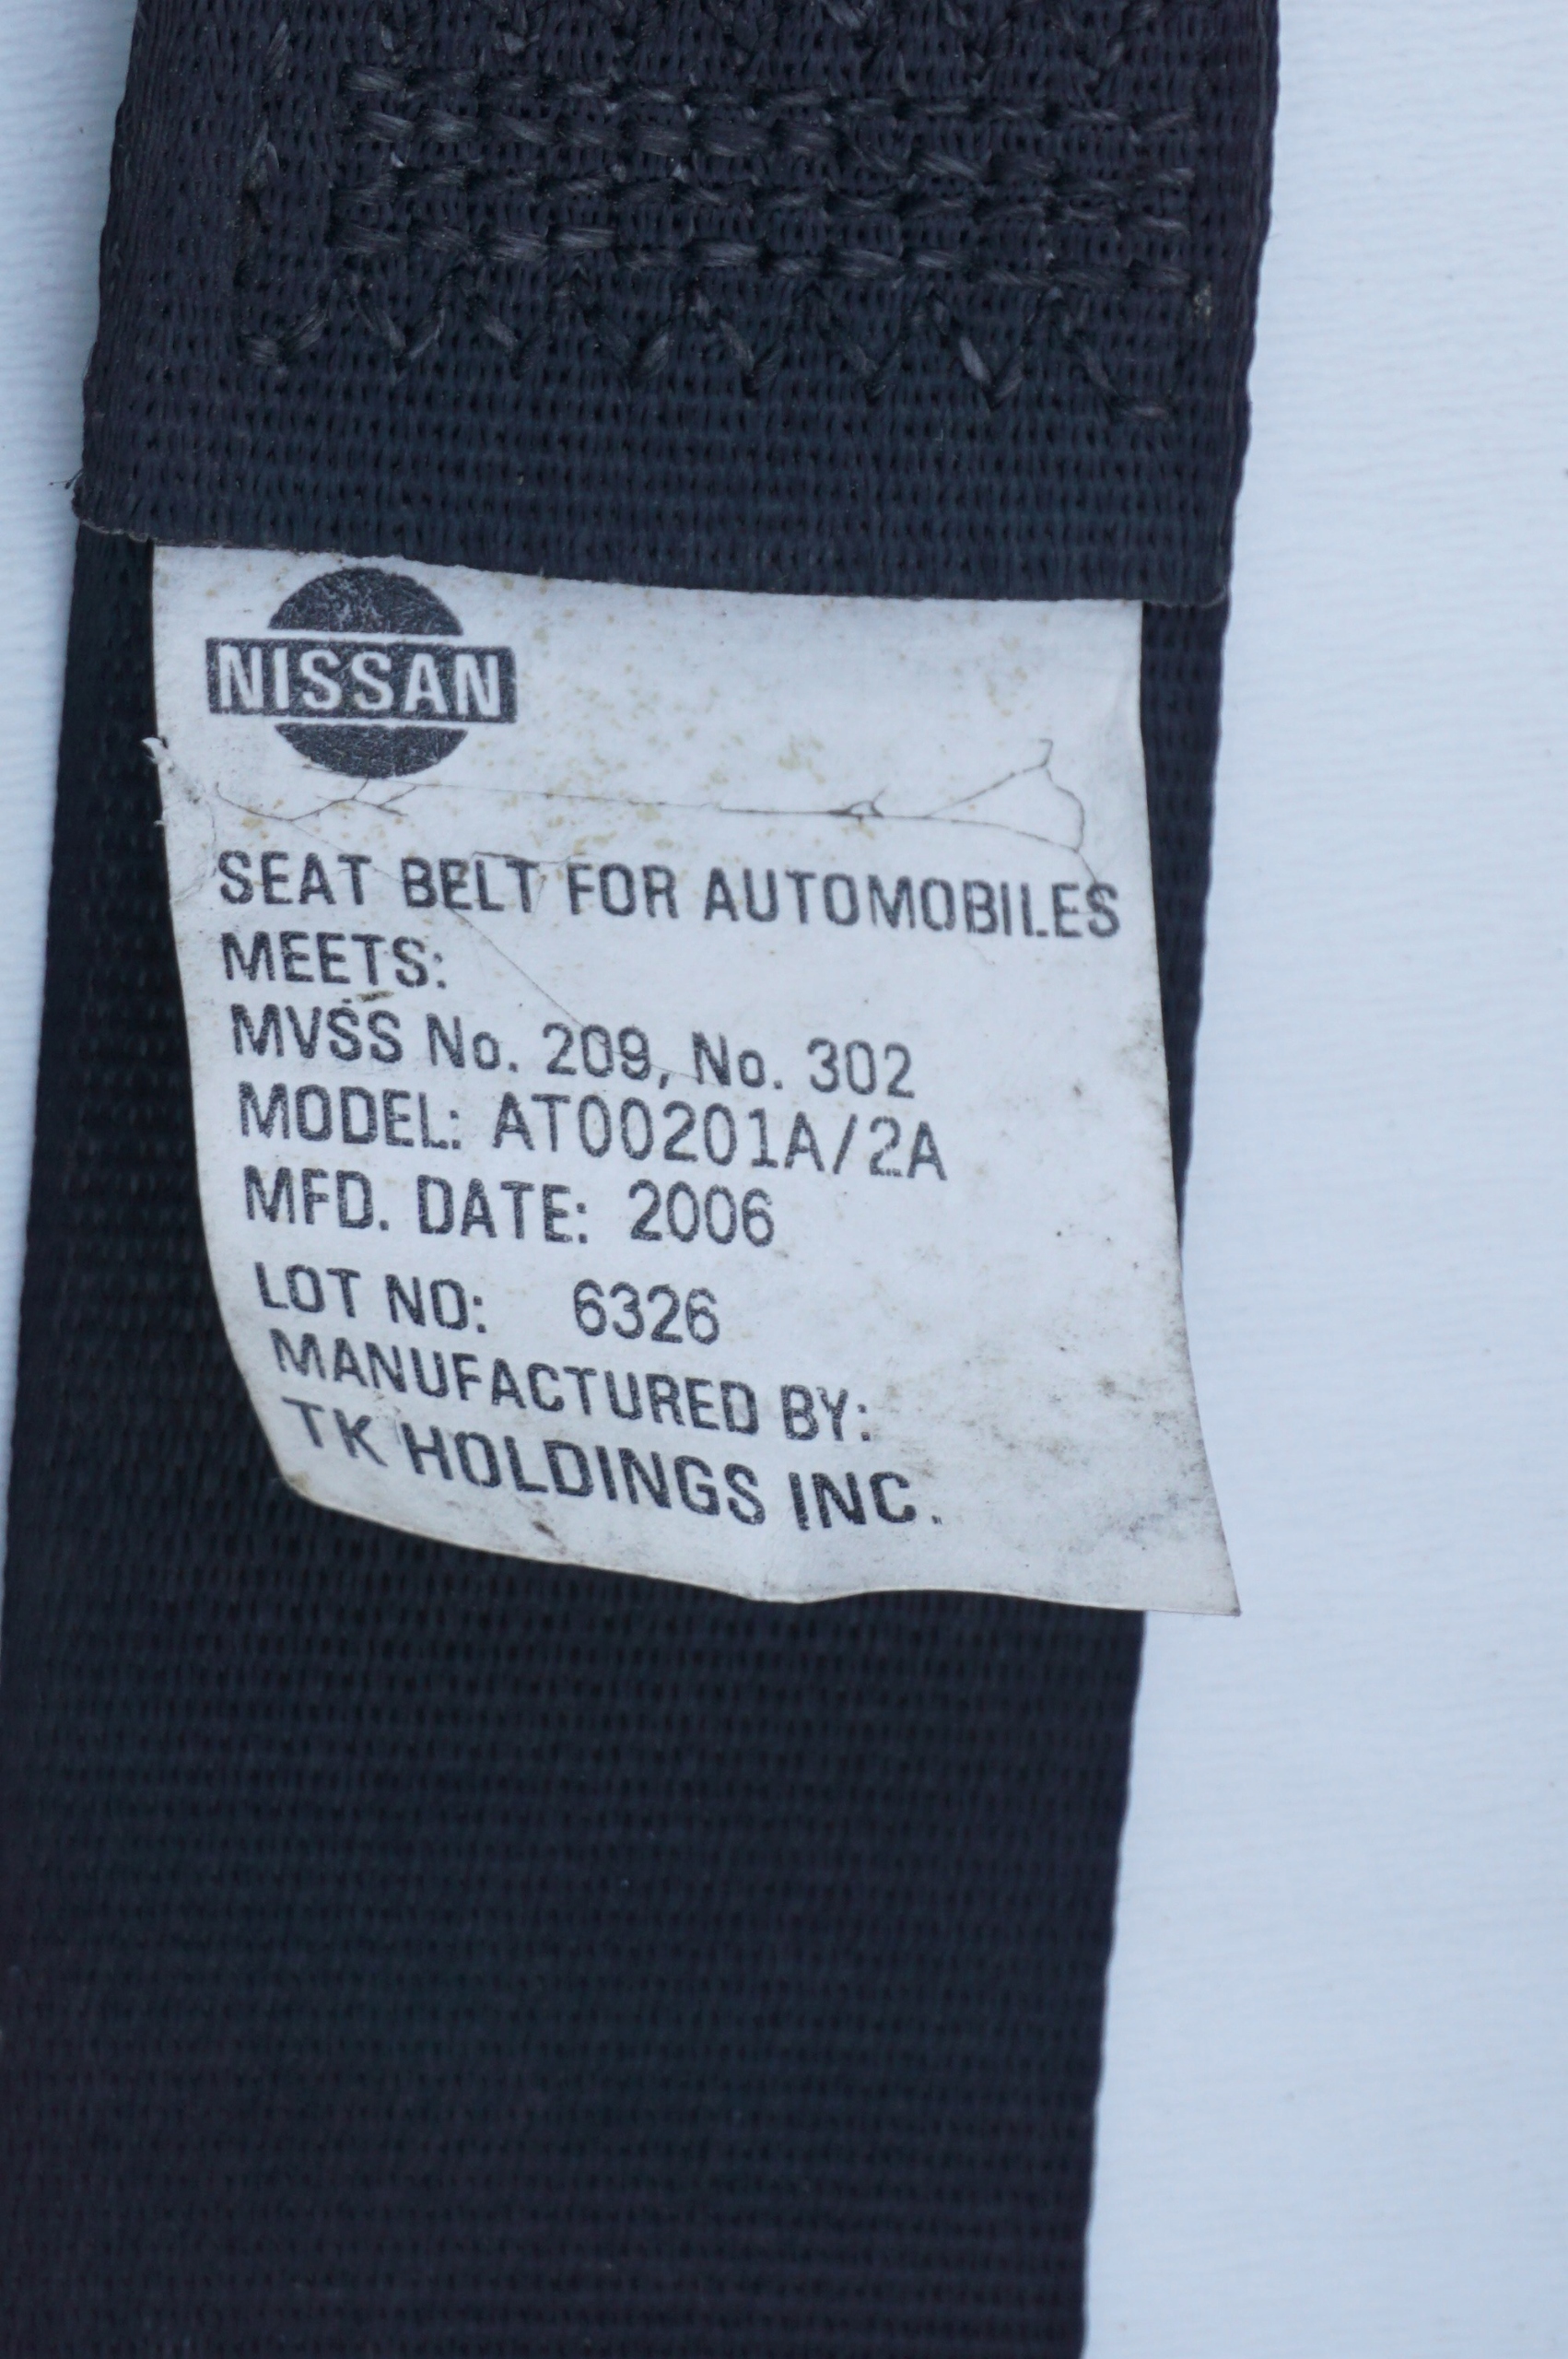 NISSAN
SEAT BELT FOR AUTOMOBILES
MEETS:
MVSS No. 209, No. 302
MODEL: AT00201A/2A
MFD. DATE: 2006
LOT NO: 6326
MANUFACTURED BY:
TK HOLDINGS INC.